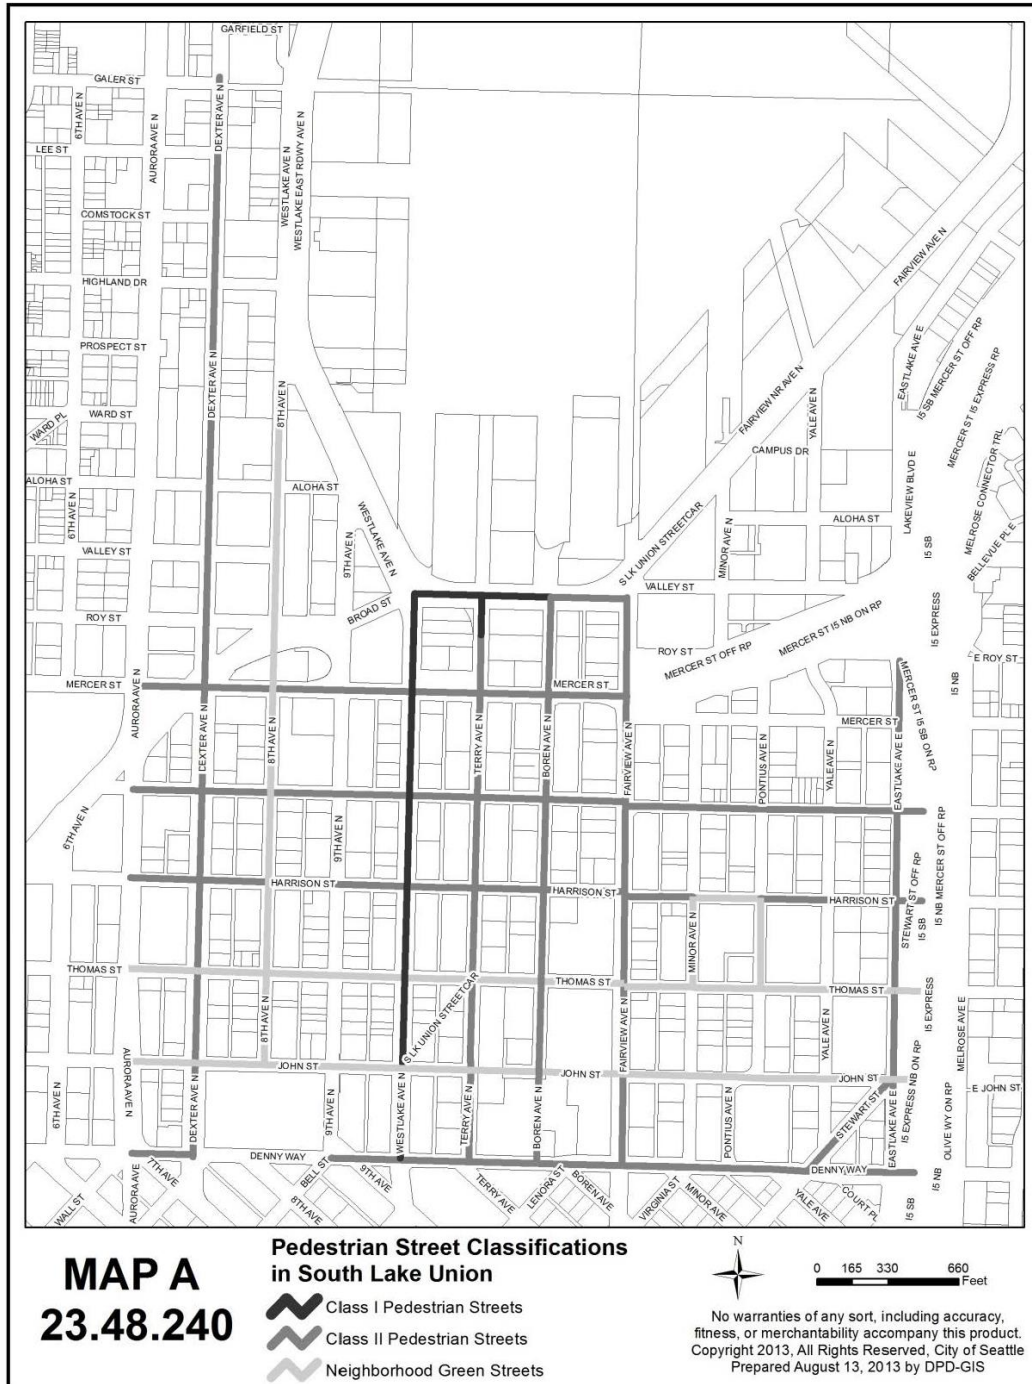 GARFIELD ST
GALER ST
6TH AVE N
AURORA AVE N
DEXTER AVE N
WESTLAKE AVE N
WESTLAKE EAST RDWY AVE N
LEE ST
COMSTOCK ST
HIGHLAND DR
PROSPECT ST
DEXTER AVE N
8TH AVE N
WARD ST
WARD PL
FAIRVIEW AVE N
EASTLAKE AVE E
I5 SB MERCER ST OFF RP
MERCER ST I5 EXPRESS RP
FAIRVIEW NR AVE N
YALE AVE N
CAMPUS DR
MERCER ST I5 EXPRESS RP
MELROSE CONNECTOR TRL
LAKEVIEW BLVD E
ALOHA ST
6TH AVE N
ALOHA ST
WESTLAKE AVE N
9TH AVE N
ALOHA ST
MINOR AVE N
S LK UNION STREETCAR
I5 SB
BELLEVUE PL E
VALLEY ST
VALLEY ST
BROAD ST
ROY ST
ROY ST
MERCER ST OFF RP
MERCER ST I5 NB ON RP
I5 EXPRESS
E ROY ST
I5 NB
MERCER ST
AURORA AVE N
MERCER ST
MERCER ST
MERCER ST I5 SB ON RP
DEXTER AVE N
8TH AVE N
TERRY AVE N
BOREN AVE N
FAIRVIEW AVE N
PONTIUS AVE N
YALE AVE N
EASTLAKE AVE E
6TH AVE N
9TH AVE N
I5 NB MERCER ST OFF RP
HARRISON ST
HARRISON ST
HARRISON ST
STEWART ST OFF RP
I5 SB
MINOR AVE N
THOMAS ST
THOMAS ST
THOMAS ST
S LK UNION STREETCAR
8TH AVE N
FAIRVIEW AVE N
YALE AVE N
I5 EXPRESS
MELROSE AVE E
JOHN ST
JOHN ST
JOHN ST
E JOHN ST
AURORA AVE N
6TH AVE N
DEXTER AVE N
9TH AVE N
WESTLAKE AVE N
TERRY AVE N
BOREN AVE N
PONTIUS AVE N
STEWART ST
EASTLAKE AVE E
I5 EXPRESS NB ON RP
OLIVE WY ON RP
DENNY WAY
DENNY WAY
WALL ST
AURORA AVE
7TH AVE
BELL ST
8TH AVE
9TH AVE
TERRY AVE
LENORA ST
BOREN AVE
VIRGINIA ST
MINOR AVE
YALE AVE
COURT PL
I5 SB
I5 NB
MAP A
23.48.240
Pedestrian Street Classifications
in South Lake Union
Class I Pedestrian Streets
Class II Pedestrian Streets
Neighborhood Green Streets
N
0 165 330 660
Feet
No warranties of any sort, including accuracy,
fitness, or merchantability accompany this product.
Copyright 2013, All Rights Reserved, City of Seattle
Prepared August 13, 2013 by DPD-GIS